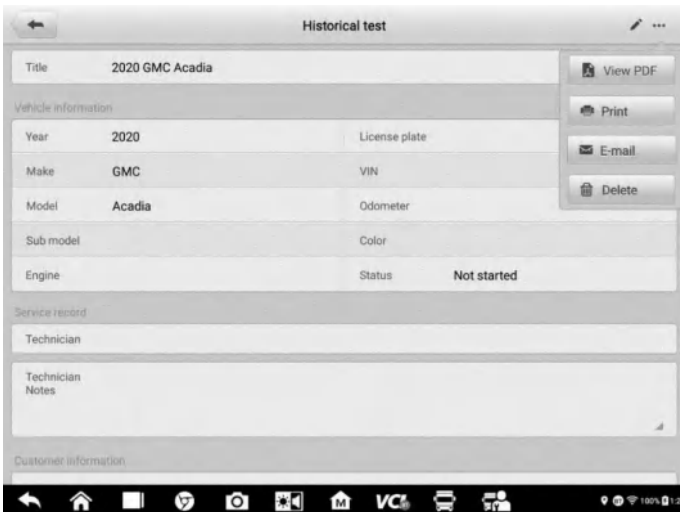 Historical test
Title 2020 GMC Acadia
View PDF
Vehicle information
Print
Year 2020 License plate
E-mail
Make GMC VIN
Delete
Model Acadia Odometer
Sub model Color
Engine Status Not started
Service record
Technician
Technician
Notes
Customer information
M VCI 100%